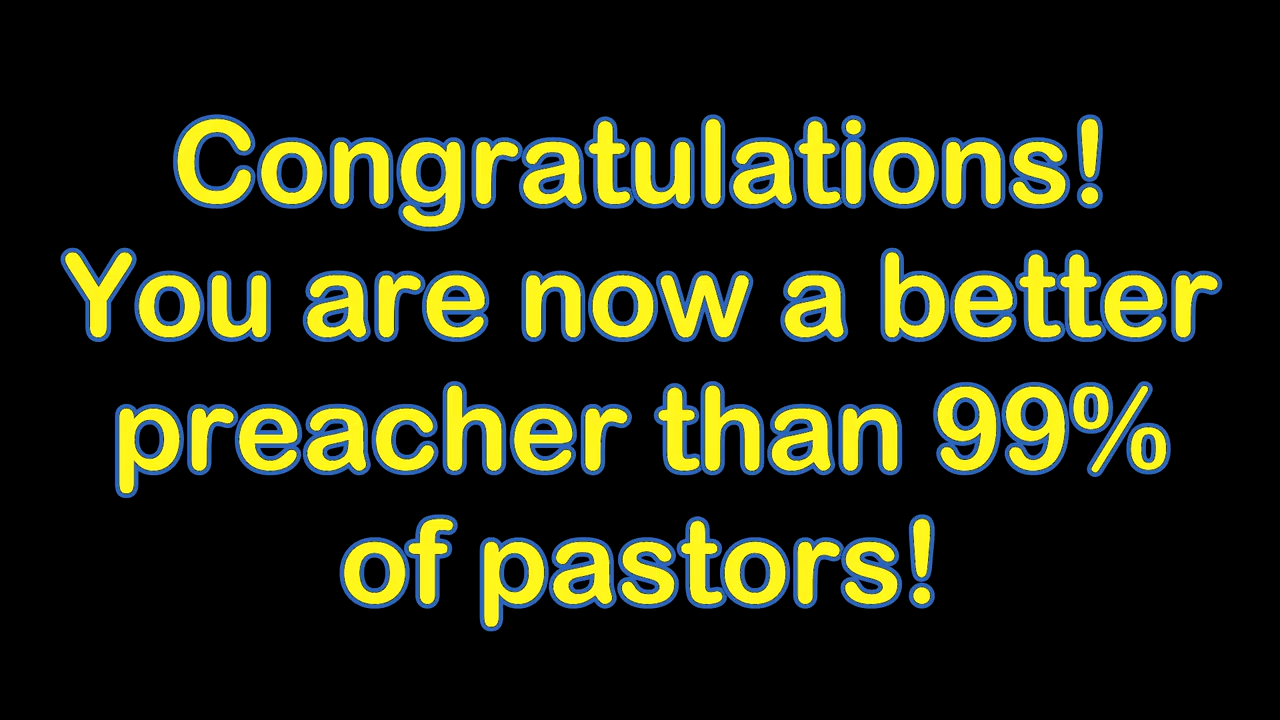 Congratulations!
You are now a better
preacher than 99%
of pastors!